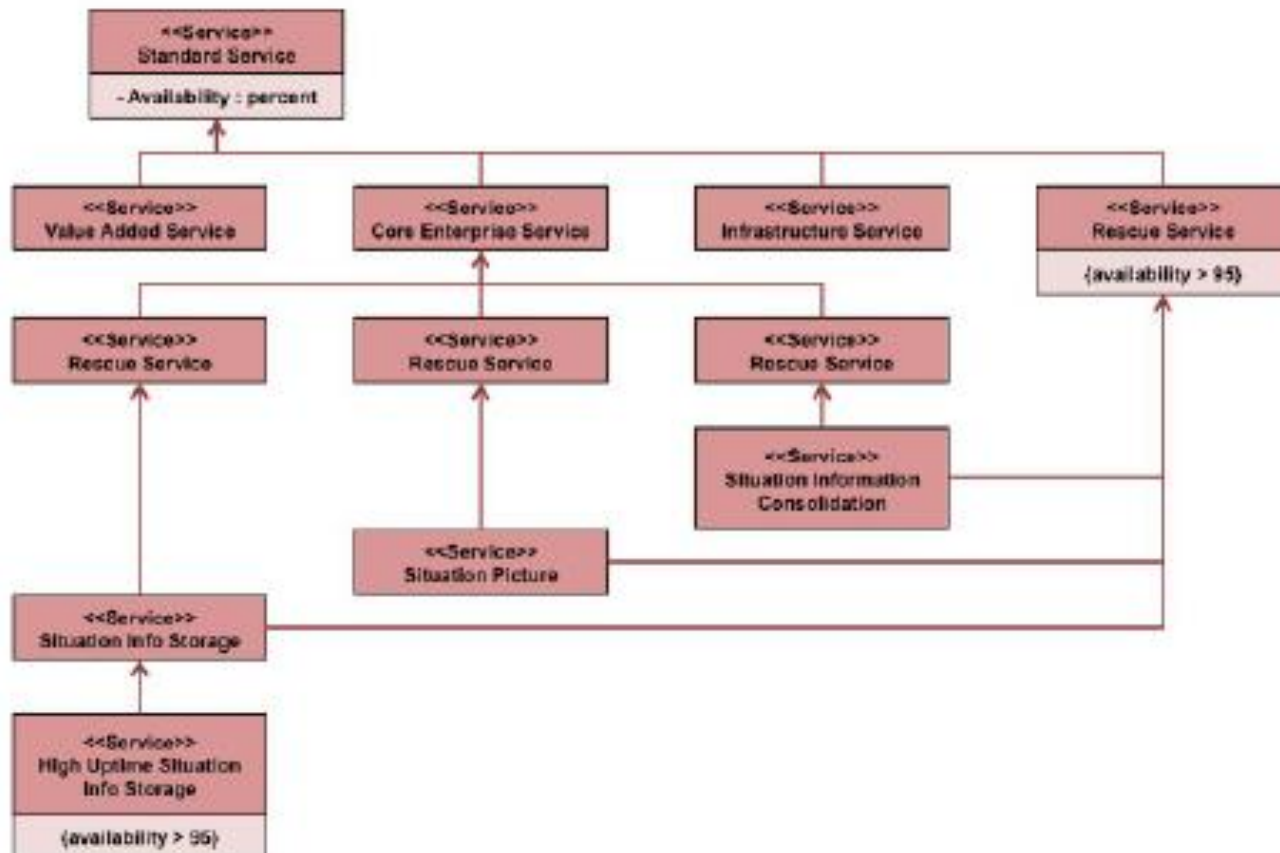 <<Service>>
Standard Service
- Availability : percent
<<Service>>
Value Added Service
<<Service>>
Core Enterprise Service
<<Service>>
Infrastructure Service
<<Service>>
Rescue Service
{availability > 95}
<<Service>>
Rescue Service
<<Service>>
Rescue Service
<<Service>>
Rescue Service
<<Service>>
Situation Information
Consolidation
<<Service>>
Situation Picture
<<Service>>
Situation Info Storage
<<Service>>
High Uptime Situation
Info Storage
{availability > 95}